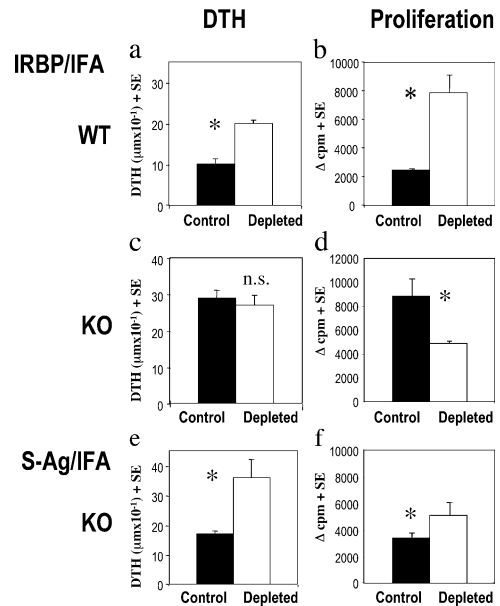 DTH Proliferation
IRBP/IFA
a b
WT
DTH (µmx10-1) + SE
30
20
10
0
*
Control Depleted
Δ cpm + SE
10000
8000
6000
4000
2000
0
*
Control Depleted
c d
KO
DTH (µmx10-1) + SE
40
30
20
10
0
n.s.
Control Depleted
Δ cpm + SE
12000
10000
8000
6000
4000
2000
0
*
Control Depleted
S-Ag/IFA
e f
KO
DTH (µmx10-1) + SE
40
30
20
10
0
*
Control Depleted
Δ cpm + SE
10000
8000
6000
4000
2000
0
*
Control Depleted